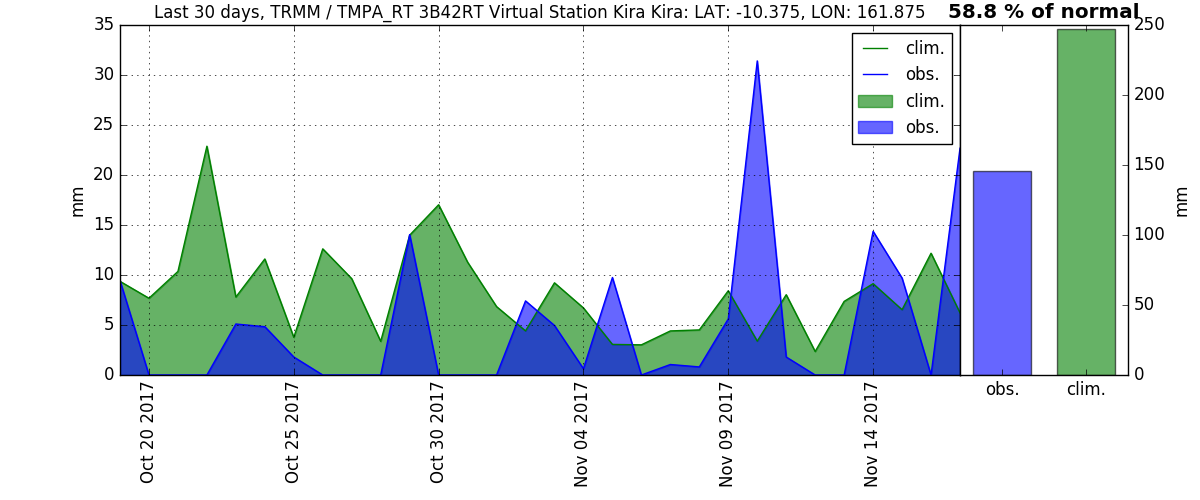 Last 30 days, TRMM / TMPA_RT 3B42RT Virtual Station Kira Kira: LAT: -10.375, LON: 161.875
58.8 % of normal
35
30
25
20
15
10
5
0
mm
clim.
obs.
clim.
obs.
250
200
150
100
50
0
mm
obs.
clim.
Oct 20 2017
Oct 25 2017
Oct 30 2017
Nov 04 2017
Nov 09 2017
Nov 14 2017